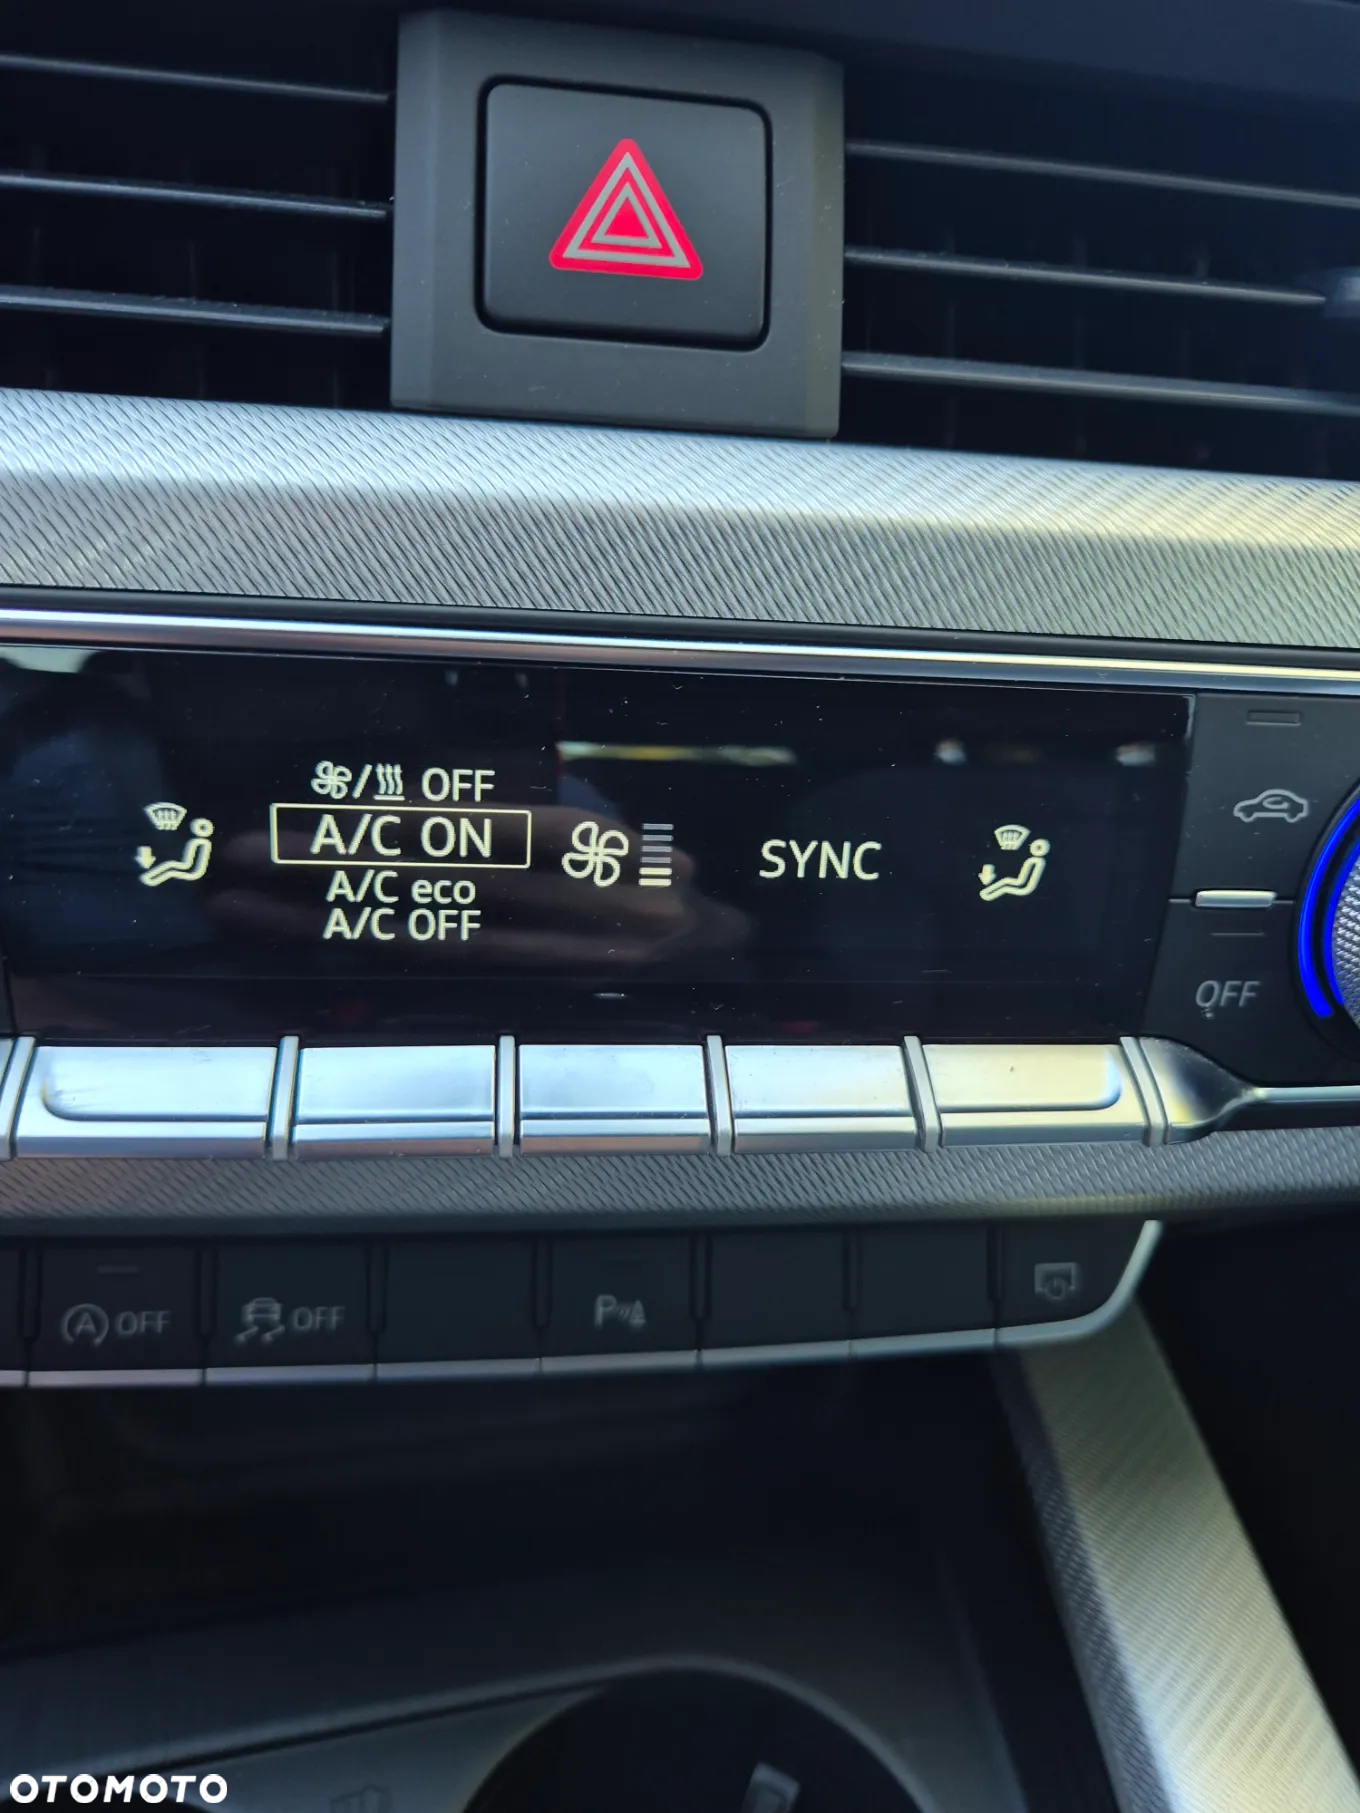 OFF
A/C ON
A/C eco
A/C OFF
SYNC
OFF
A OFF
OFF
P
OTOMOTO